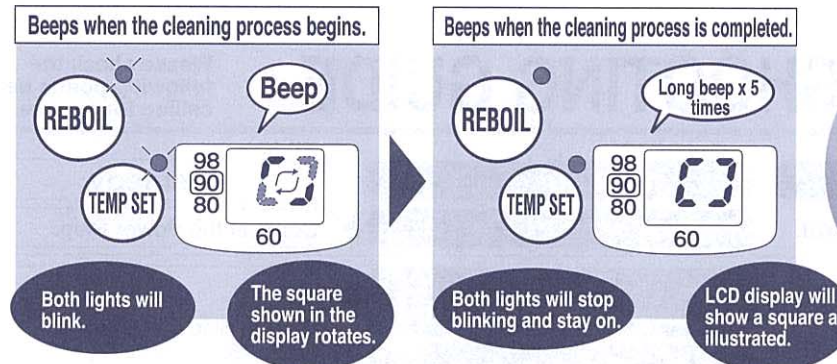 Beeps when the cleaning process begins.
REBOIL
Beep
TEMP SET
98
90
80
60
Both lights will
blink.
The square
shown in the
display rotates.
Beeps when the cleaning process is completed.
REBOIL
Long beep x 5
times
TEMP SET
98
90
80
60
Both lights will stop
blinking and stay on.
LCD display will
show a square a
illustrated.